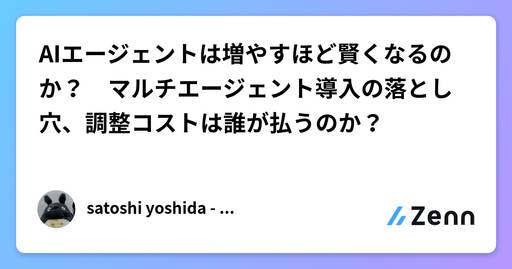 AIエージェントは増やすほど賢くなるの
か？　マルチエージェント導入の落とし
穴、調整コストは誰が払うのか？
satoshi yoshida - ...
Zenn